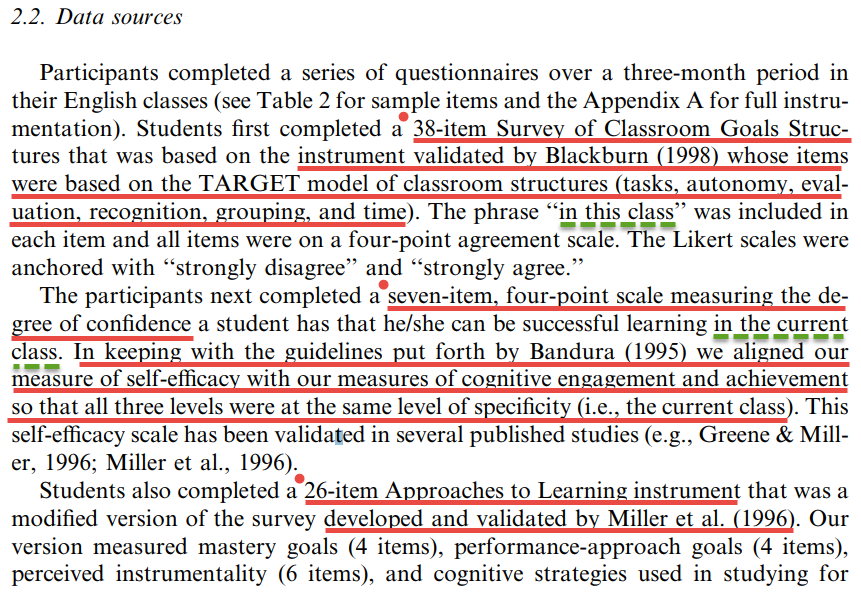 2.2. Data sources
Participants completed a series of questionnaires over a three-month period in
their English classes (see Table 2 for sample items and the Appendix A for full instru-
mentation). Students first completed a 38-item Survey of Classroom Goals Struc-
tures that was based on the instrument validated by Blackburn (1998) whose items
were based on the TARGET model of classroom structures (tasks, autonomy, eval-
uation, recognition, grouping, and time). The phrase ‘‘in this class’’ was included in
each item and all items were on a four-point agreement scale. The Likert scales were
anchored with ‘‘strongly disagree’’ and ‘‘strongly agree.’’
The participants next completed a seven-item, four-point scale measuring the de-
gree of confidence a student has that he/she can be successful learning in the current
class. In keeping with the guidelines put forth by Bandura (1995) we aligned our
measure of self-efficacy with our measures of cognitive engagement and achievement
so that all three levels were at the same level of specificity (i.e., the current class). This
self-efficacy scale has been validated in several published studies (e.g., Greene & Mill-
er, 1996; Miller et al., 1996).
Students also completed a 26-item Approaches to Learning instrument that was a
modified version of the survey developed and validated by Miller et al. (1996). Our
version measured mastery goals (4 items), performance-approach goals (4 items),
perceived instrumentality (6 items), and cognitive strategies used in studying for